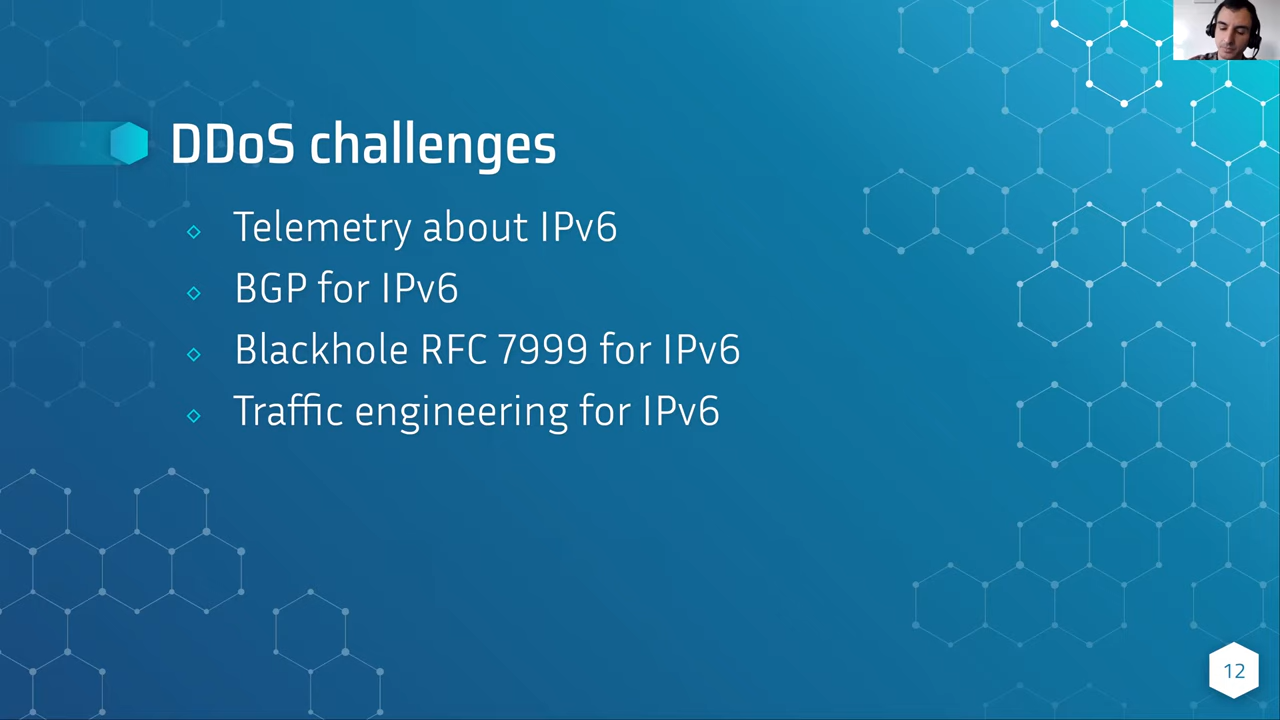 DDoS challenges
Telemetry about IPv6
BGP for IPv6
Blackhole RFC 7999 for IPv6
Traffic engineering for IPv6
12